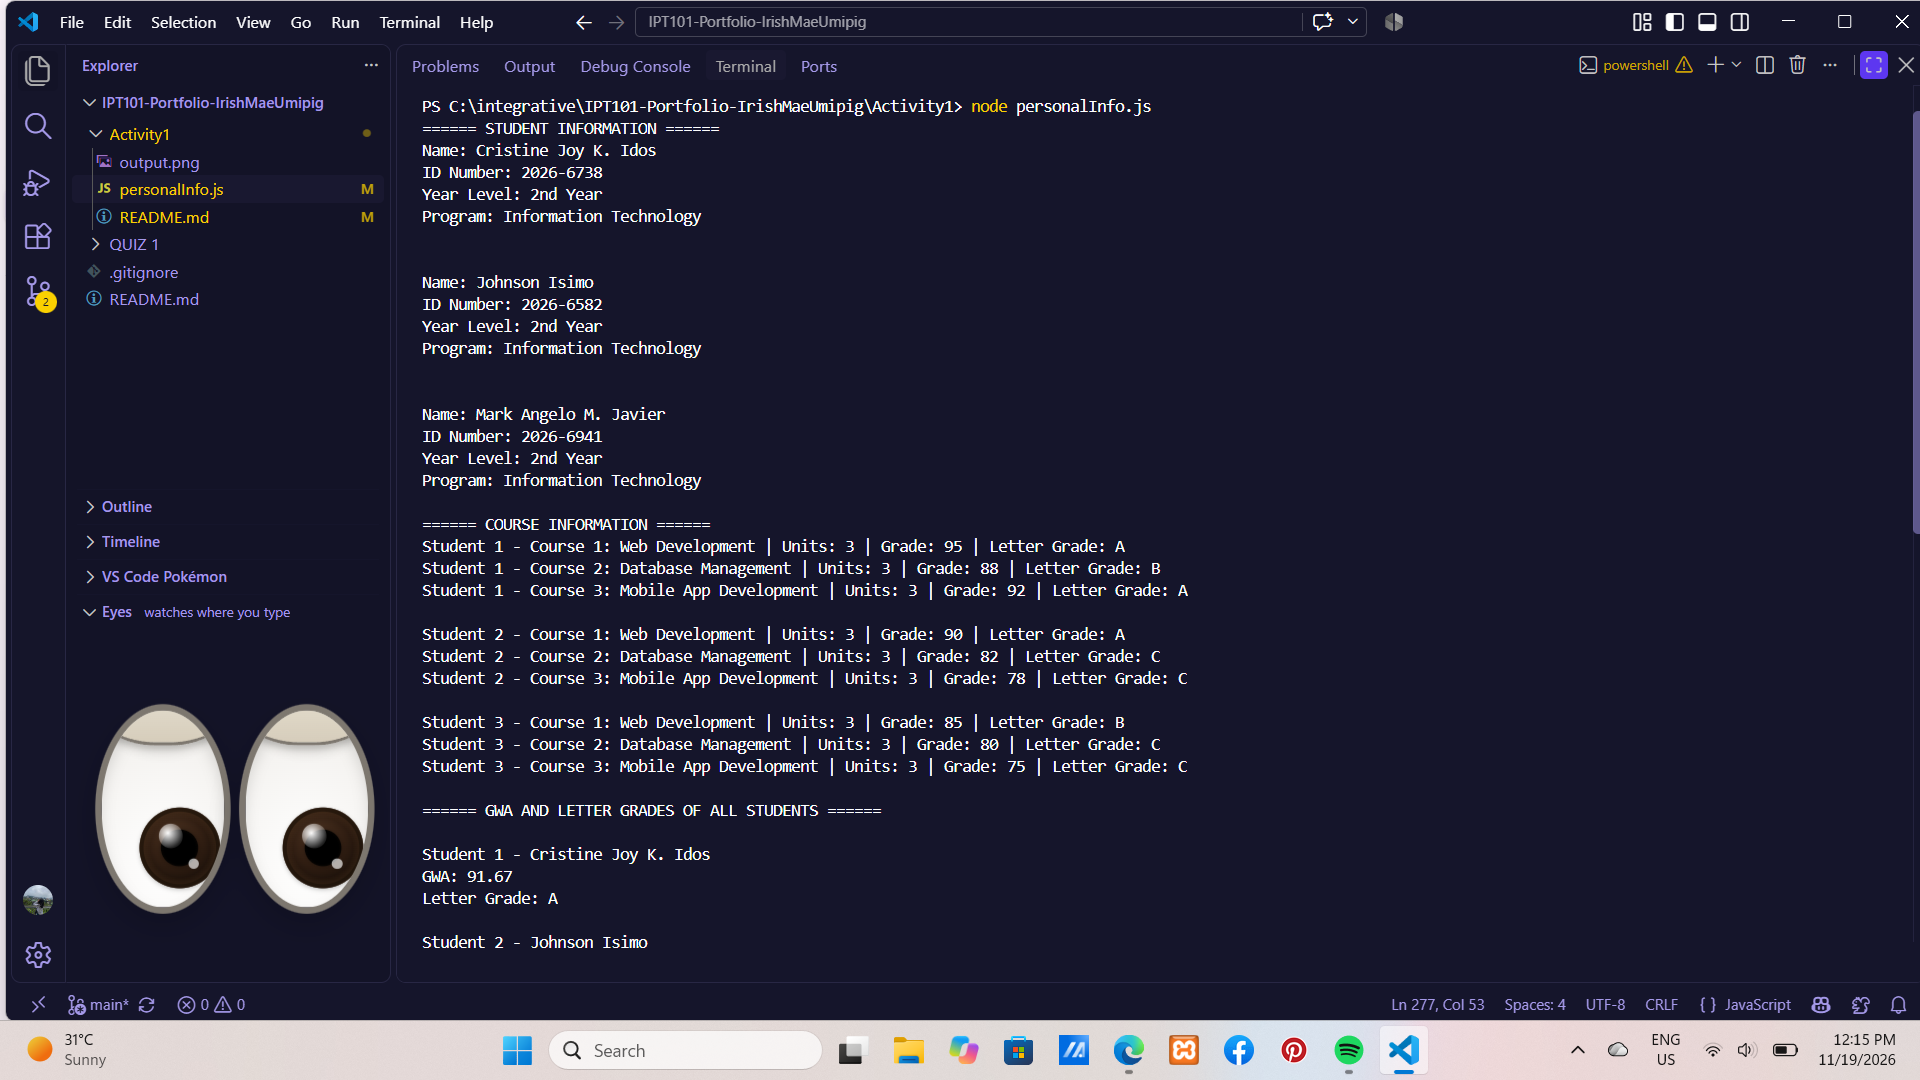 File Edit Selection View Go Run Terminal Help
IPT101-Portfolio-IrishMaeUmipig
Explorer
IPT101-Portfolio-IrishMaeUmipig
Activity1
output.png
JS personalInfo.js M
README.md M
QUIZ 1
.gitignore
2
README.md
Outline
Timeline
VS Code Pokémon
Eyes watches where you type
Problems Output Debug Console Terminal Ports
powershell
PS C:\integrative\IPT101-Portfolio-IrishMaeUmipig\Activity1> node personalInfo.js
====== STUDENT INFORMATION ======
Name: Cristine Joy K. Idos
ID Number: 2026-6738
Year Level: 2nd Year
Program: Information Technology
Name: Johnson Isimo
ID Number: 2026-6582
Year Level: 2nd Year
Program: Information Technology
Name: Mark Angelo M. Javier
ID Number: 2026-6941
Year Level: 2nd Year
Program: Information Technology
====== COURSE INFORMATION ======
Student 1 - Course 1: Web Development | Units: 3 | Grade: 95 | Letter Grade: A
Student 1 - Course 2: Database Management | Units: 3 | Grade: 88 | Letter Grade: B
Student 1 - Course 3: Mobile App Development | Units: 3 | Grade: 92 | Letter Grade: A
Student 2 - Course 1: Web Development | Units: 3 | Grade: 90 | Letter Grade: A
Student 2 - Course 2: Database Management | Units: 3 | Grade: 82 | Letter Grade: C
Student 2 - Course 3: Mobile App Development | Units: 3 | Grade: 78 | Letter Grade: C
Student 3 - Course 1: Web Development | Units: 3 | Grade: 85 | Letter Grade: B
Student 3 - Course 2: Database Management | Units: 3 | Grade: 80 | Letter Grade: C
Student 3 - Course 3: Mobile App Development | Units: 3 | Grade: 75 | Letter Grade: C
====== GWA AND LETTER GRADES OF ALL STUDENTS ======
Student 1 - Cristine Joy K. Idos
GWA: 91.67
Letter Grade: A
Student 2 - Johnson Isimo
main* 0 0
Ln 277, Col 53 Spaces: 4 UTF-8 CRLF { } JavaScript
31°C
Sunny
Search
ENG
US
12:15 PM
11/19/2026